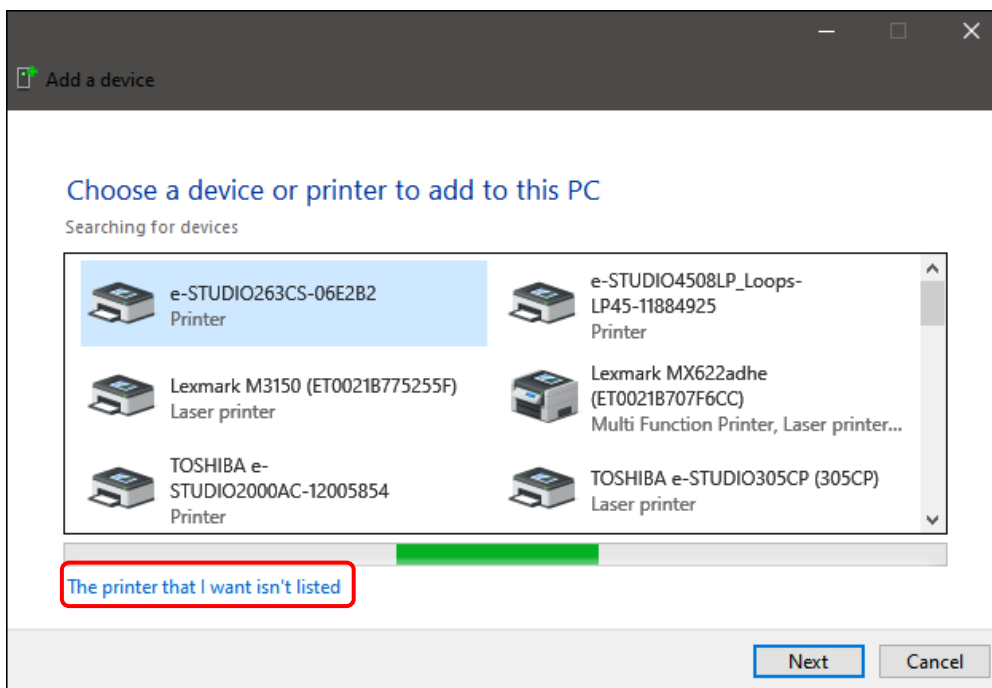 Add a device
Choose a device or printer to add to this PC
Searching for devices
e-STUDIO263CS-06E2B2
Printer
e-STUDIO4508LP_Loops-
LP45-11884925
Printer
Lexmark M3150 (ET0021B775255F)
Laser printer
Lexmark MX622adhe
(ET0021B707F6CC)
Multi Function Printer, Laser printer...
TOSHIBA e-
STUDIO2000AC-12005854
Printer
TOSHIBA e-STUDIO305CP (305CP)
Laser printer
The printer that I want isn't listed
Next
Cancel